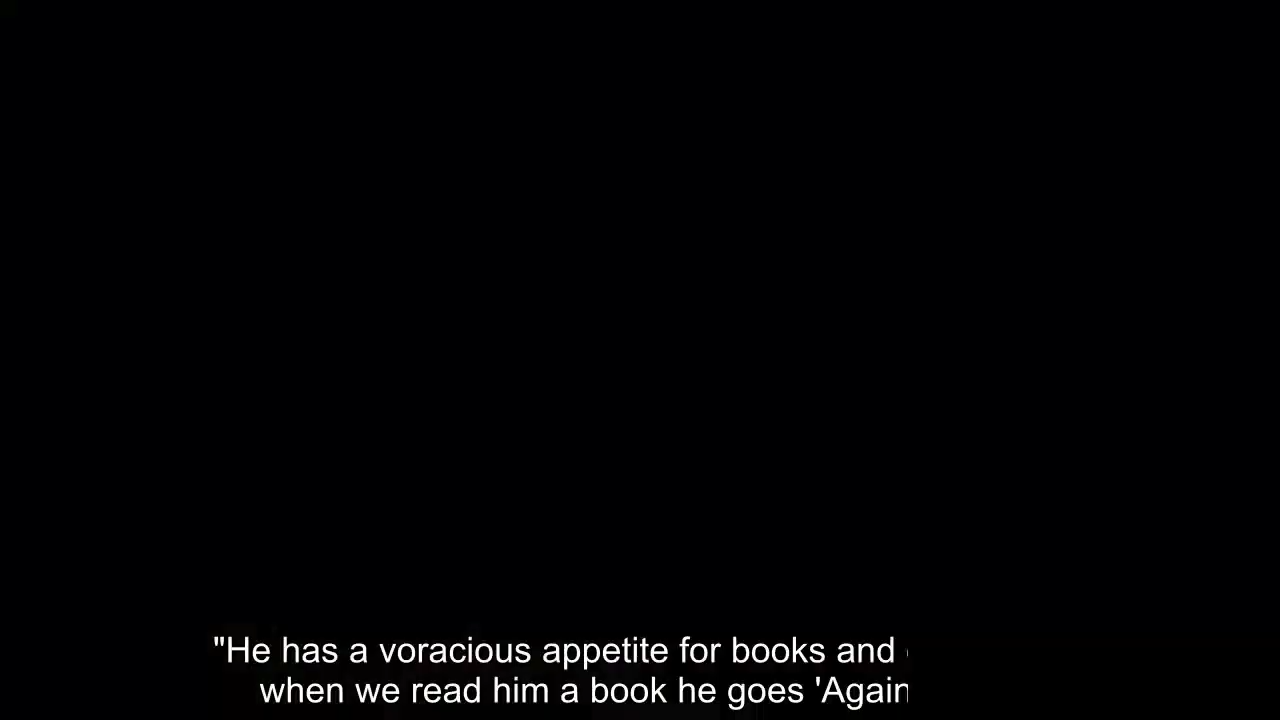 "He has a voracious appetite for books and
when we read him a book he goes 'Again